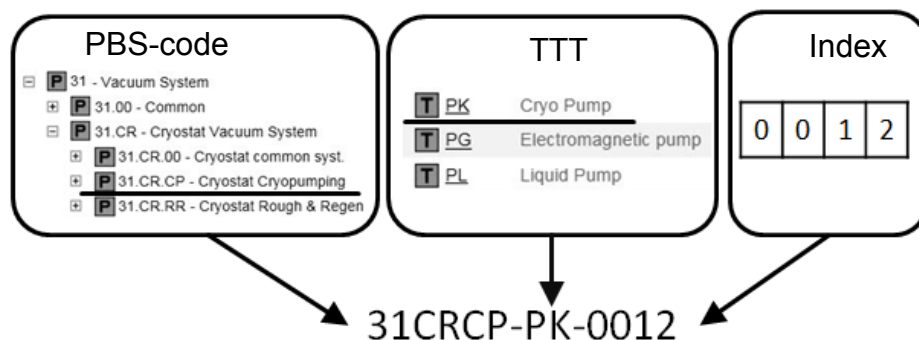 PBS-code
P 31 - Vacuum System
P 31.00 - Common
P 31.CR - Cryostat Vacuum System
P 31.CR.00 - Cryostat common syst.
P 31.CR.CP - Cryostat Cryopumping
P 31.CR.RR - Cryostat Rough & Regen
TTT
T PK Cryo Pump
T PG Electromagnetic pump
T PL Liquid Pump
Index
0 0 1 2
31CRCP-PK-0012